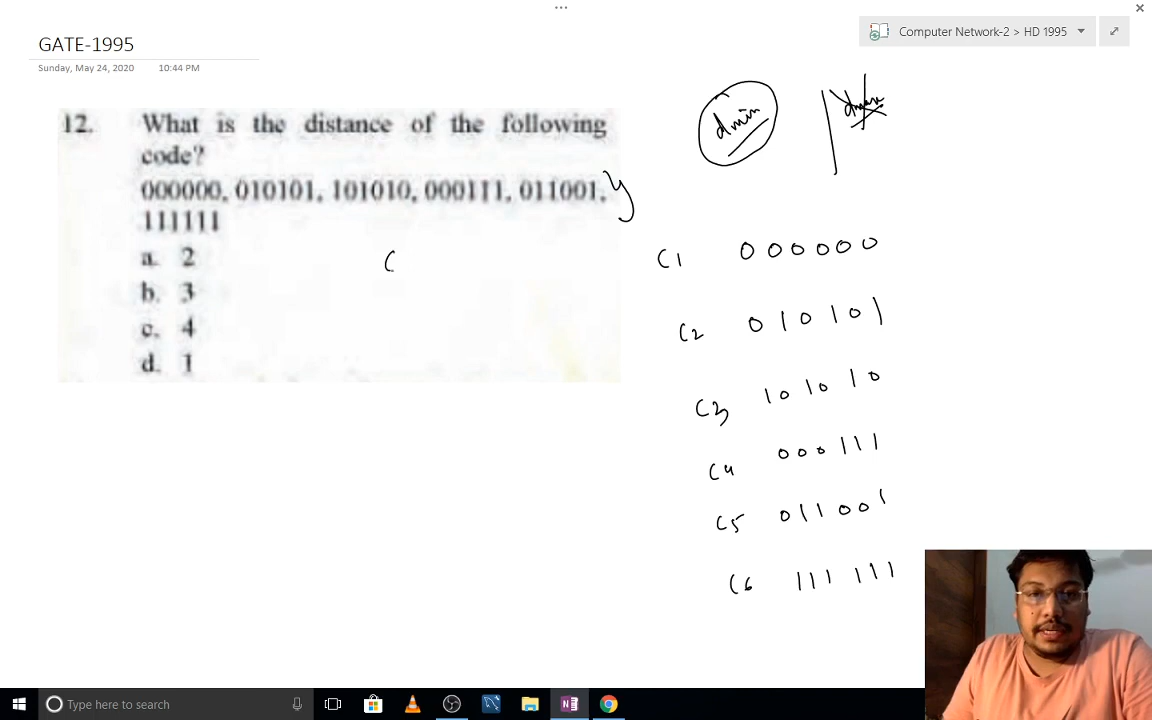 Computer Network-2 > HD 1995
GATE-1995
Sunday, May 24, 2020 10:44 PM
12. What is the distance of the following
code?
000000, 010101, 101010, 000111, 011001,
111111
a. 2
b. 3
c. 4
d. 1
(
y
dmin
C1 000000
C2 010101
C3 101010
C4 000111
C5 011001
C6 111111
Type here to search